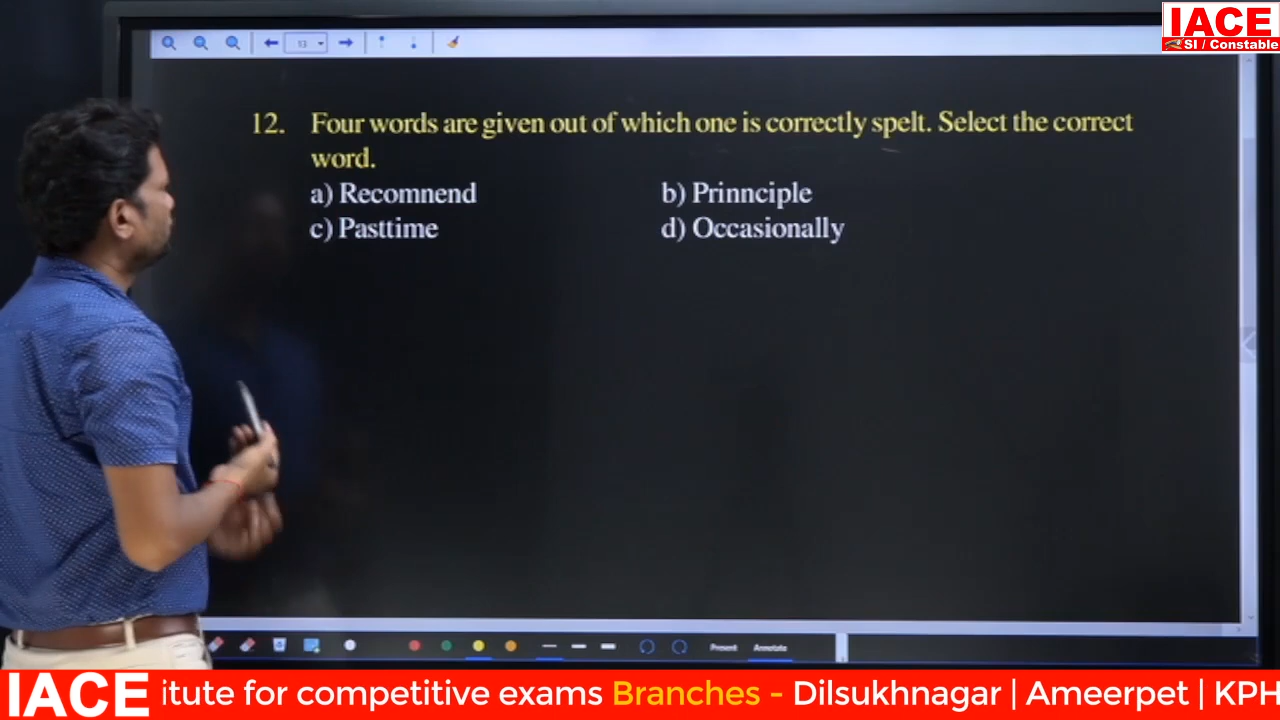 IACE
SI / Constable
53
12. Four words are given out of which one is correctly spelt. Select the correct
word.
a) Recomnend b) Prinnciple
c) Pasttime d) Occasionally
Present Annotate
IACE itute for competitive exams Branches - Dilsukhnagar | Ameerpet | KPH